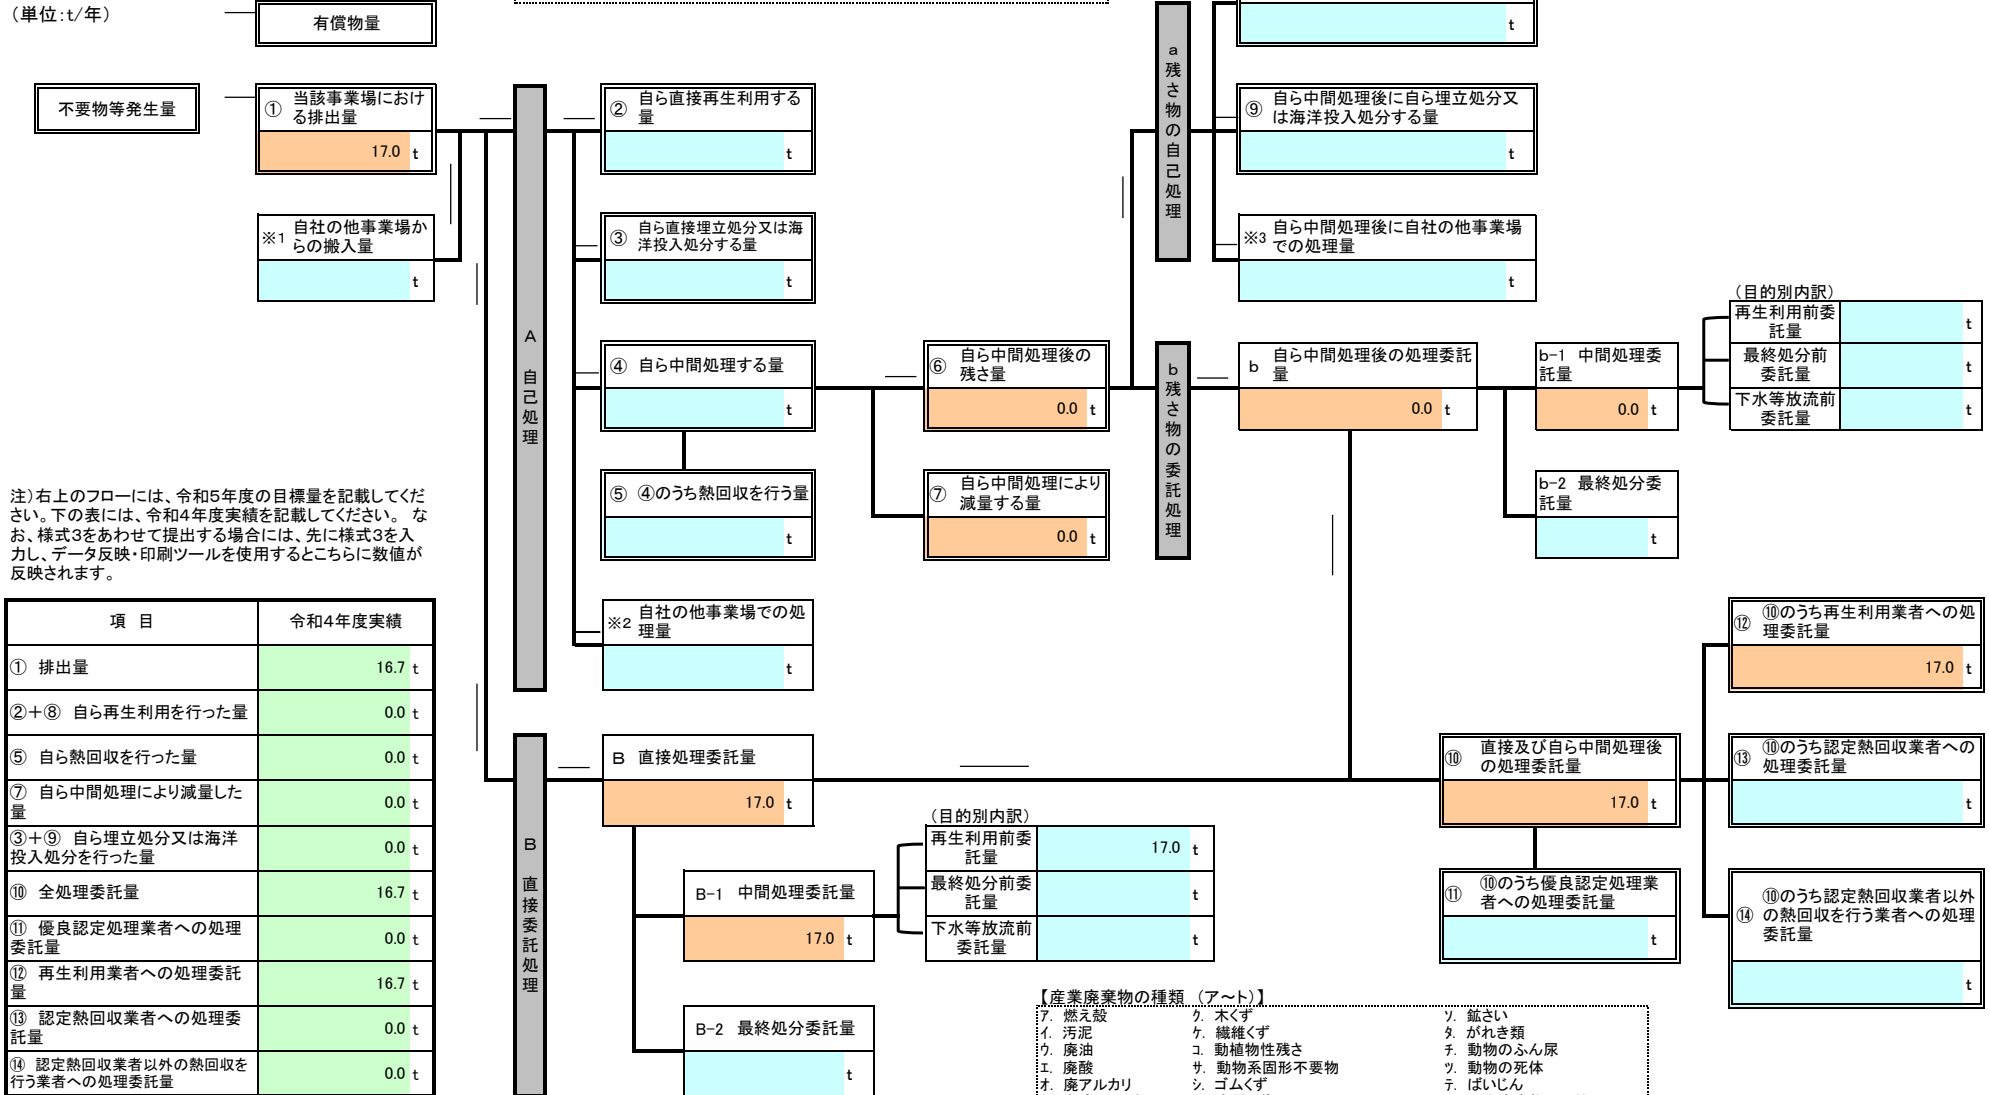 (単位:t/年)
有償物量
t
不要物等発生量
① 当該事業場におけ
る排出量
17.0 t
※1 自社の他事業場か
らの搬入量
t
A 自己処理
② 自ら直接再生利用する
量
t
③ 自ら直接埋立処分又は海
洋投入処分する量
t
④ 自ら中間処理する量
t
⑤ ④のうち熱回収を行う量
t
※2 自社の他事業場での処
理量
t
⑥ 自ら中間処理後の
残さ量
0.0 t
⑦ 自ら中間処理により
減量する量
0.0 t
a 残さ物の自己処理
⑨ 自ら中間処理後に自ら埋立処分又
は海洋投入処分する量
t
※3 自ら中間処理後に自社の他事業場
での処理量
t
b 残さ物の委託処理
b 自ら中間処理後の処理委託
量
0.0 t
b-1 中間処理委
託量
0.0 t
b-2 最終処分委
託量
t
(目的別内訳)
再生利用前委
託量
t
最終処分前
委託量
t
下水等放流前
委託量
t
注)右上のフローには、令和5年度の目標量を記載してくだ
さい。下の表には、令和4年度実績を記載してください。 な
お、様式3をあわせて提出する場合には、先に様式3を入
力し、データ反映・印刷ツールを使用するとこちらに数値が
反映されます。
項 目 令和4年度実績
① 排出量 16.7 t
②+⑧ 自ら再生利用を行った量 0.0 t
⑤ 自ら熱回収を行った量 0.0 t
⑦ 自ら中間処理により減量した
量 0.0 t
③+⑨ 自ら埋立処分又は海洋
投入処分を行った量 0.0 t
⑩ 全処理委託量 16.7 t
⑪ 優良認定処理業者への処理
委託量 0.0 t
⑫ 再生利用業者への処理委託
量 16.7 t
⑬ 認定熱回収業者への処理委
託量 0.0 t
⑭ 認定熱回収業者以外の熱回収を
行う業者への処理委託量 0.0 t
B 直接委託処理
B 直接処理委託量
17.0 t
B-1 中間処理委託量
17.0 t
B-2 最終処分委託量
t
(目的別内訳)
再生利用前委
託量
17.0 t
最終処分前委
託量
t
下水等放流前
委託量
t
⑩ 直接及び自ら中間処理後
の処理委託量
17.0 t
⑪ ⑩のうち優良認定処理業
者への処理委託量
t
⑫ ⑩のうち再生利用業者への処
理委託量
17.0 t
⑬ ⑩のうち認定熱回収業者への
処理委託量
t
⑭ ⑩のうち認定熱回収業者以外
の熱回収を行う業者への処理
委託量
t
【産業廃棄物の種類 (ア~ト)】
ア. 燃え殻 ク. 木くず ソ. 鉱さい
イ. 汚泥 ケ. 繊維くず タ. がれき類
ウ. 廃油 コ. 動植物性残さ チ. 動物のふん尿
エ. 廃酸 サ. 動物系固形不要物 ツ. 動物の死体
オ. 廃アルカリ シ. ゴムくず テ. ばいじん